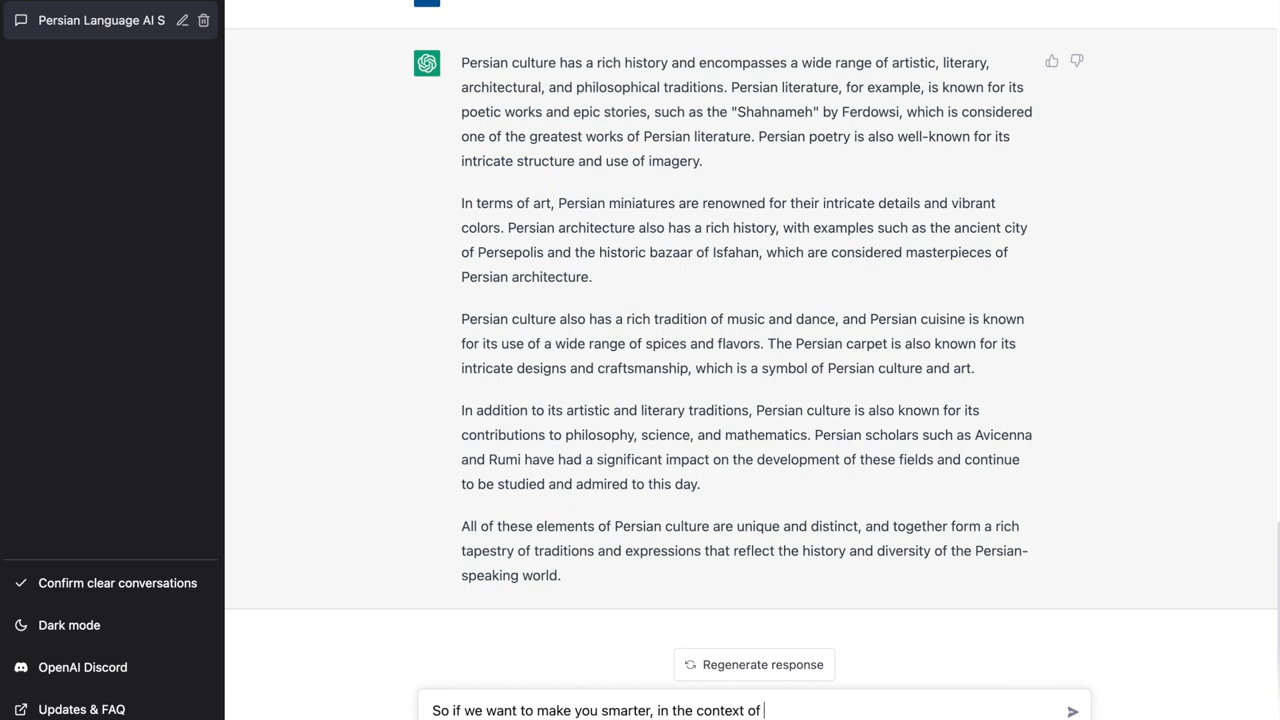 Persian Language AI S
Persian culture has a rich history and encompasses a wide range of artistic, literary,
architectural, and philosophical traditions. Persian literature, for example, is known for its
poetic works and epic stories, such as the "Shahnameh" by Ferdowsi, which is considered
one of the greatest works of Persian literature. Persian poetry is also well-known for its
intricate structure and use of imagery.
In terms of art, Persian miniatures are renowned for their intricate details and vibrant
colors. Persian architecture also has a rich history, with examples such as the ancient city
of Persepolis and the historic bazaar of Isfahan, which are considered masterpieces of
Persian architecture.
Persian culture also has a rich tradition of music and dance, and Persian cuisine is known
for its use of a wide range of spices and flavors. The Persian carpet is also known for its
intricate designs and craftsmanship, which is a symbol of Persian culture and art.
In addition to its artistic and literary traditions, Persian culture is also known for its
contributions to philosophy, science, and mathematics. Persian scholars such as Avicenna
and Rumi have had a significant impact on the development of these fields and continue
to be studied and admired to this day.
All of these elements of Persian culture are unique and distinct, and together form a rich
tapestry of traditions and expressions that reflect the history and diversity of the Persian-
speaking world.
Confirm clear conversations
Dark mode
OpenAI Discord
Updates & FAQ
Regenerate response
So if we want to make you smarter, in the context of